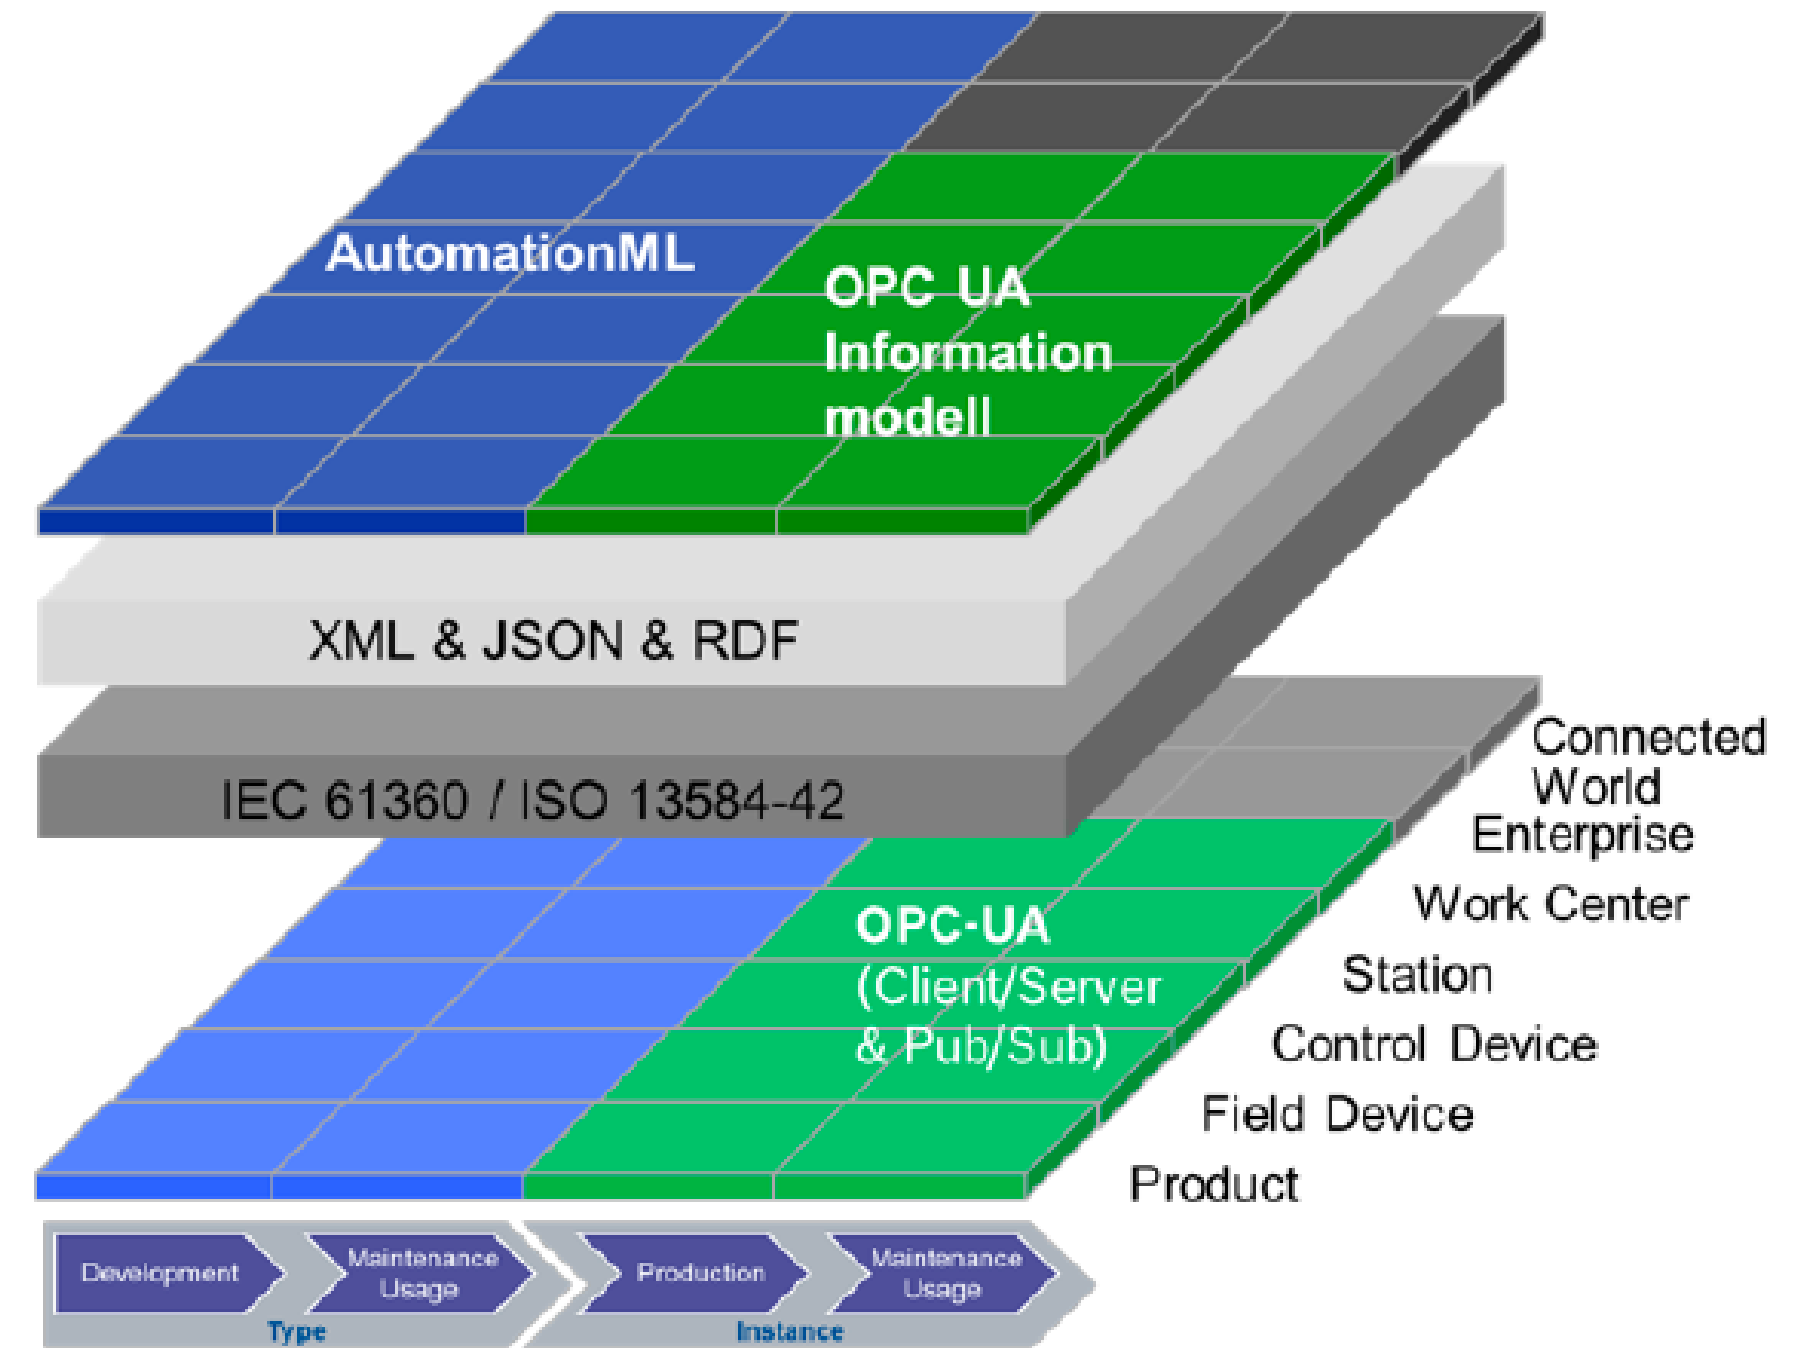 AutomationML
OPC UA
Information
modell
XML & JSON & RDF
IEC 61360 / ISO 13584-42
OPC-UA
(Client/Server
& Pub/Sub)
Connected
World
Enterprise
Work Center
Station
Control Device
Field Device
Product
Development
Maintenance
Usage
Production
Maintenance
Usage
Type
Instance